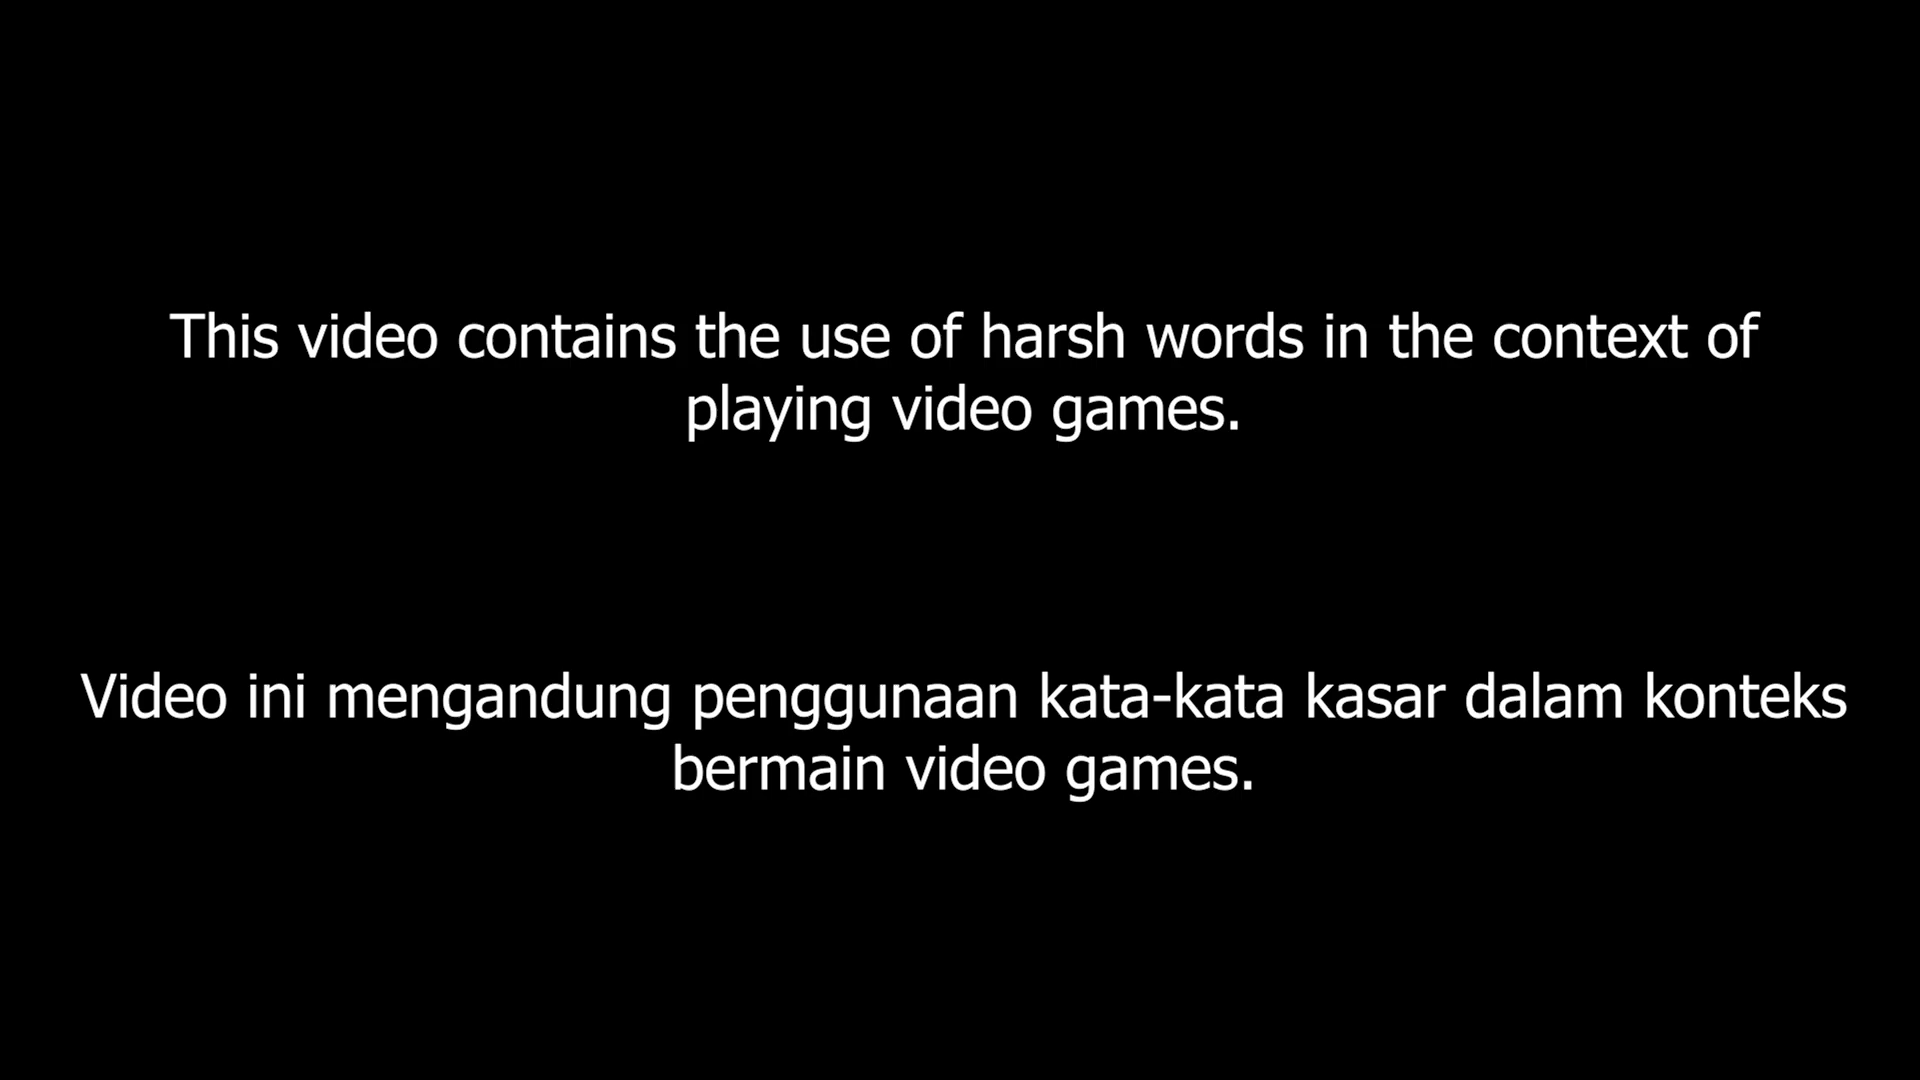 This video contains the use of harsh words in the context of
playing video games.
Video ini mengandung penggunaan kata-kata kasar dalam konteks
bermain video games.